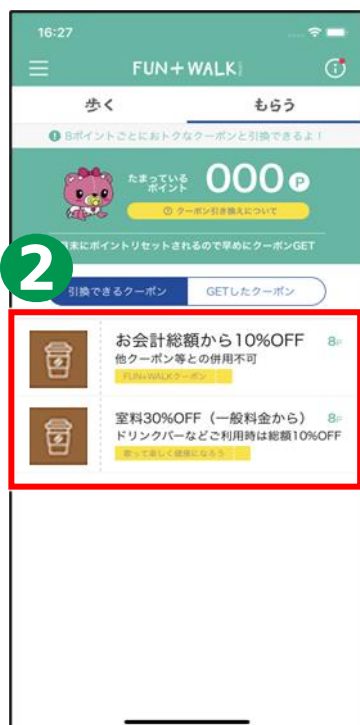 16:27
FUN+WALK
歩く
もらう
8ポイントごとにおトクなクーポンと引換できるよ！
たまっている
ポイント
000P
クーポン引き換えについて
末にポイントリセットされるので早めにクーポンGET
2
引換できるクーポン
GETしたクーポン
お会計総額から10%OFF
8P
他クーポン等との併用不可
FUN+WALKクーポン
室料30%OFF（一般料金から）
8P
ドリンクバーなどご利用時は総額10%OFF
歌って楽しく健康になろう